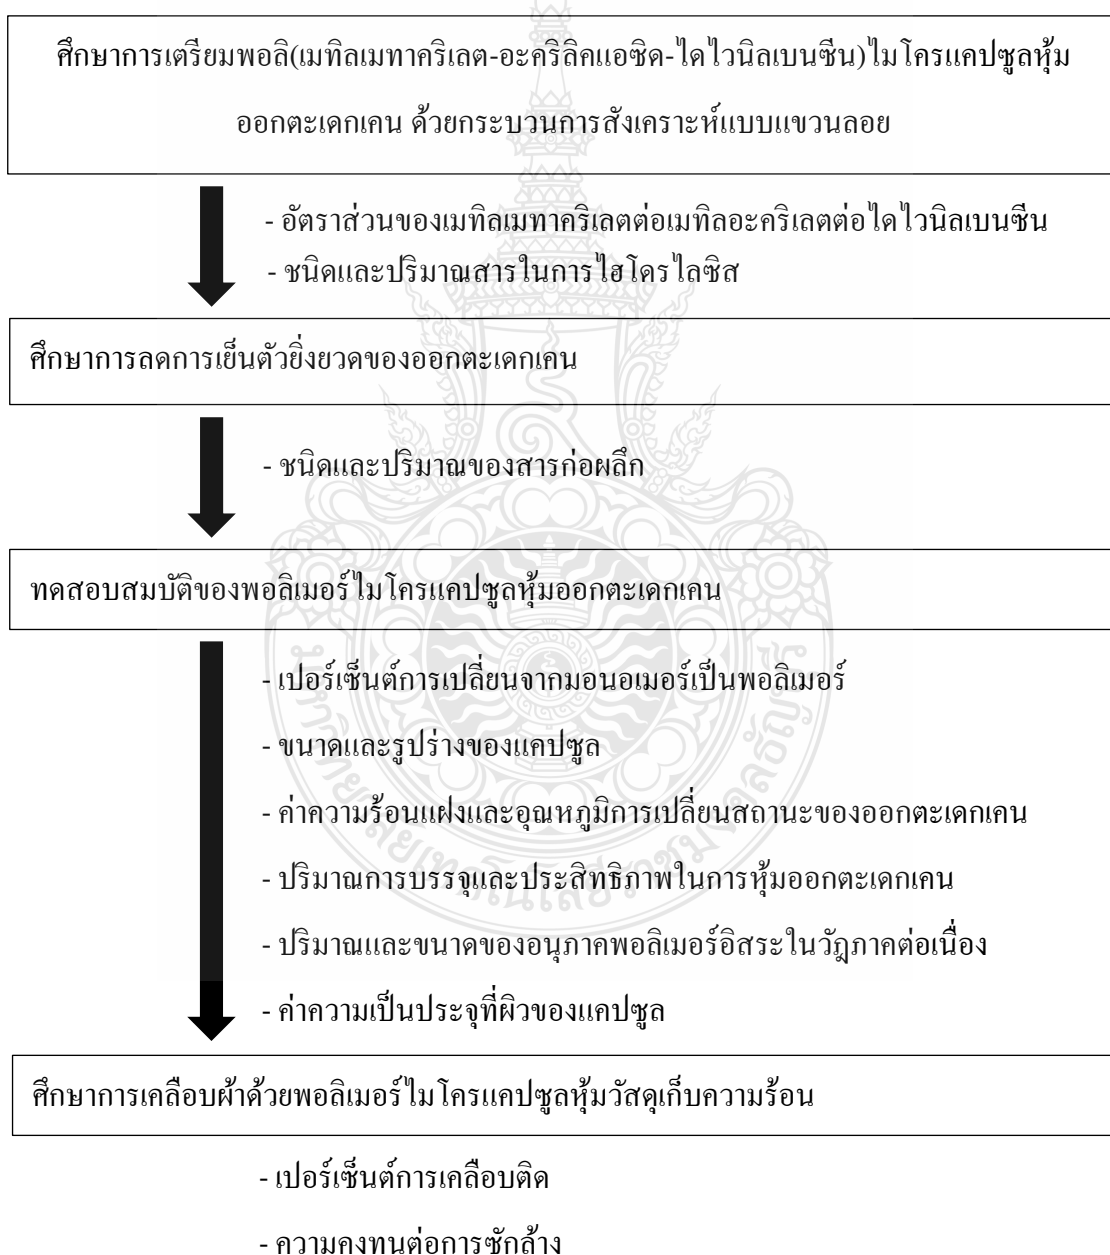 ศึกษาการเตรียมพอลิ(เมทิลเมทาคริเลต-อะคริลิคแอซิด-ไดไวนิลเบนซีน)ไมโครแคปซูลหุ้ม
ออกตะเดกเคน ด้วยกระบวนการสังเคราะห์แบบแขวนลอย
- อัตราส่วนของเมทิลเมทาคริเลตต่อเมทิลอะคริเลตต่อไดไวนิลเบนซีน
- ชนิดและปริมาณสารในการไฮโดรไลซิส
ศึกษาการลดการเย็นตัวยิ่งยวดของออกตะเดกเคน
- ชนิดและปริมาณของสารก่อผลึก
ทดสอบสมบัติของพอลิเมอร์ไมโครแคปซูลหุ้มออกตะเดกเคน
- เปอร์เซ็นต์การเปลี่ยนจากมอนอเมอร์เป็นพอลิเมอร์
- ขนาดและรูปร่างของแคปซูล
- ค่าความร้อนแฝงและอุณหภูมิการเปลี่ยนสถานะของออกตะเดกเคน
- ปริมาณการบรรจุและประสิทธิภาพในการหุ้มออกตะเดกเคน
- ปริมาณและขนาดของอนุภาคพอลิเมอร์อิสระในวัฎภาคต่อเนื่อง
- ค่าความเป็นประจุที่ผิวของแคปซูล
ศึกษาการเคลือบผ้าด้วยพอลิเมอร์ไมโครแคปซูลหุ้มวัสดุเก็บความร้อน
- เปอร์เซ็นต์การเคลือบติด
- ความคงทนต่อการซักล้าง